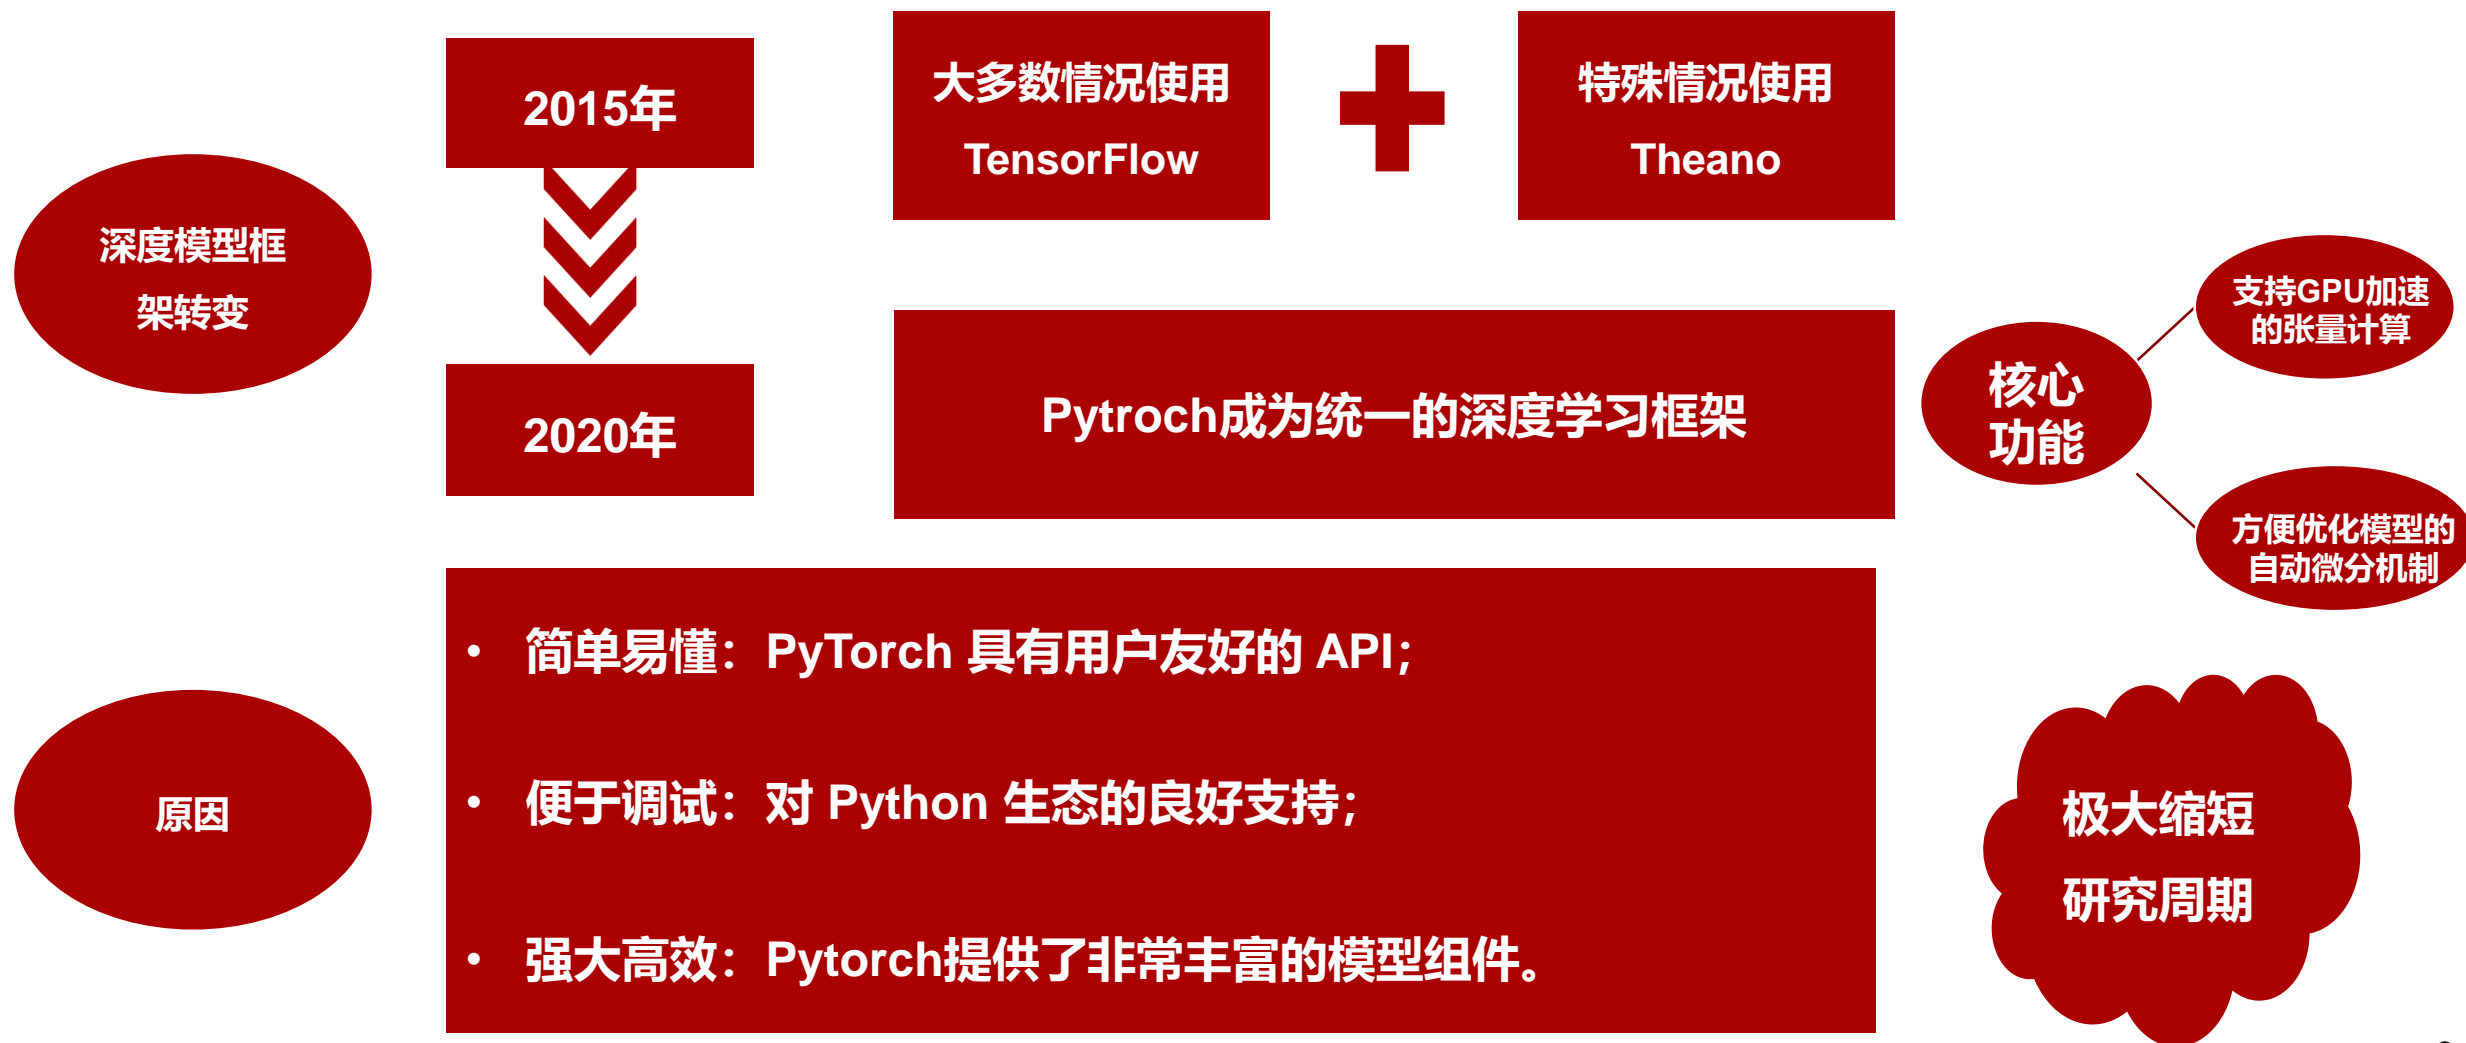 深度模型框
架转变
2015年
2020年
大多数情况使用
TensorFlow
特殊情况使用
Theano
Pytroch成为统一的深度学习框架
核心
功能
支持GPU加速
的张量计算
方便优化模型的
自动微分机制
原因
• 简单易懂：PyTorch 具有用户友好的 API；
• 便于调试：对 Python 生态的良好支持；
• 强大高效：Pytorch提供了非常丰富的模型组件。
极大缩短
研究周期